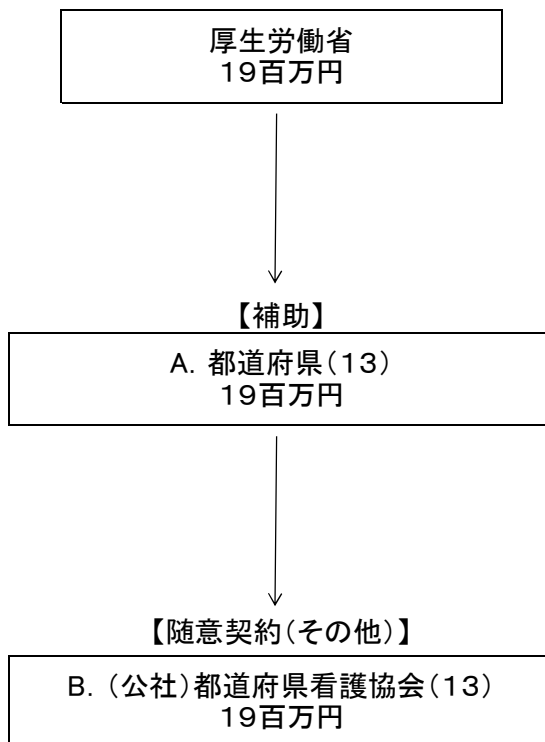 厚生労働省
19百万円
【補助】
A. 都道府県(13)
19百万円
【随意契約(その他)】
B. (公社)都道府県看護協会(13)
19百万円